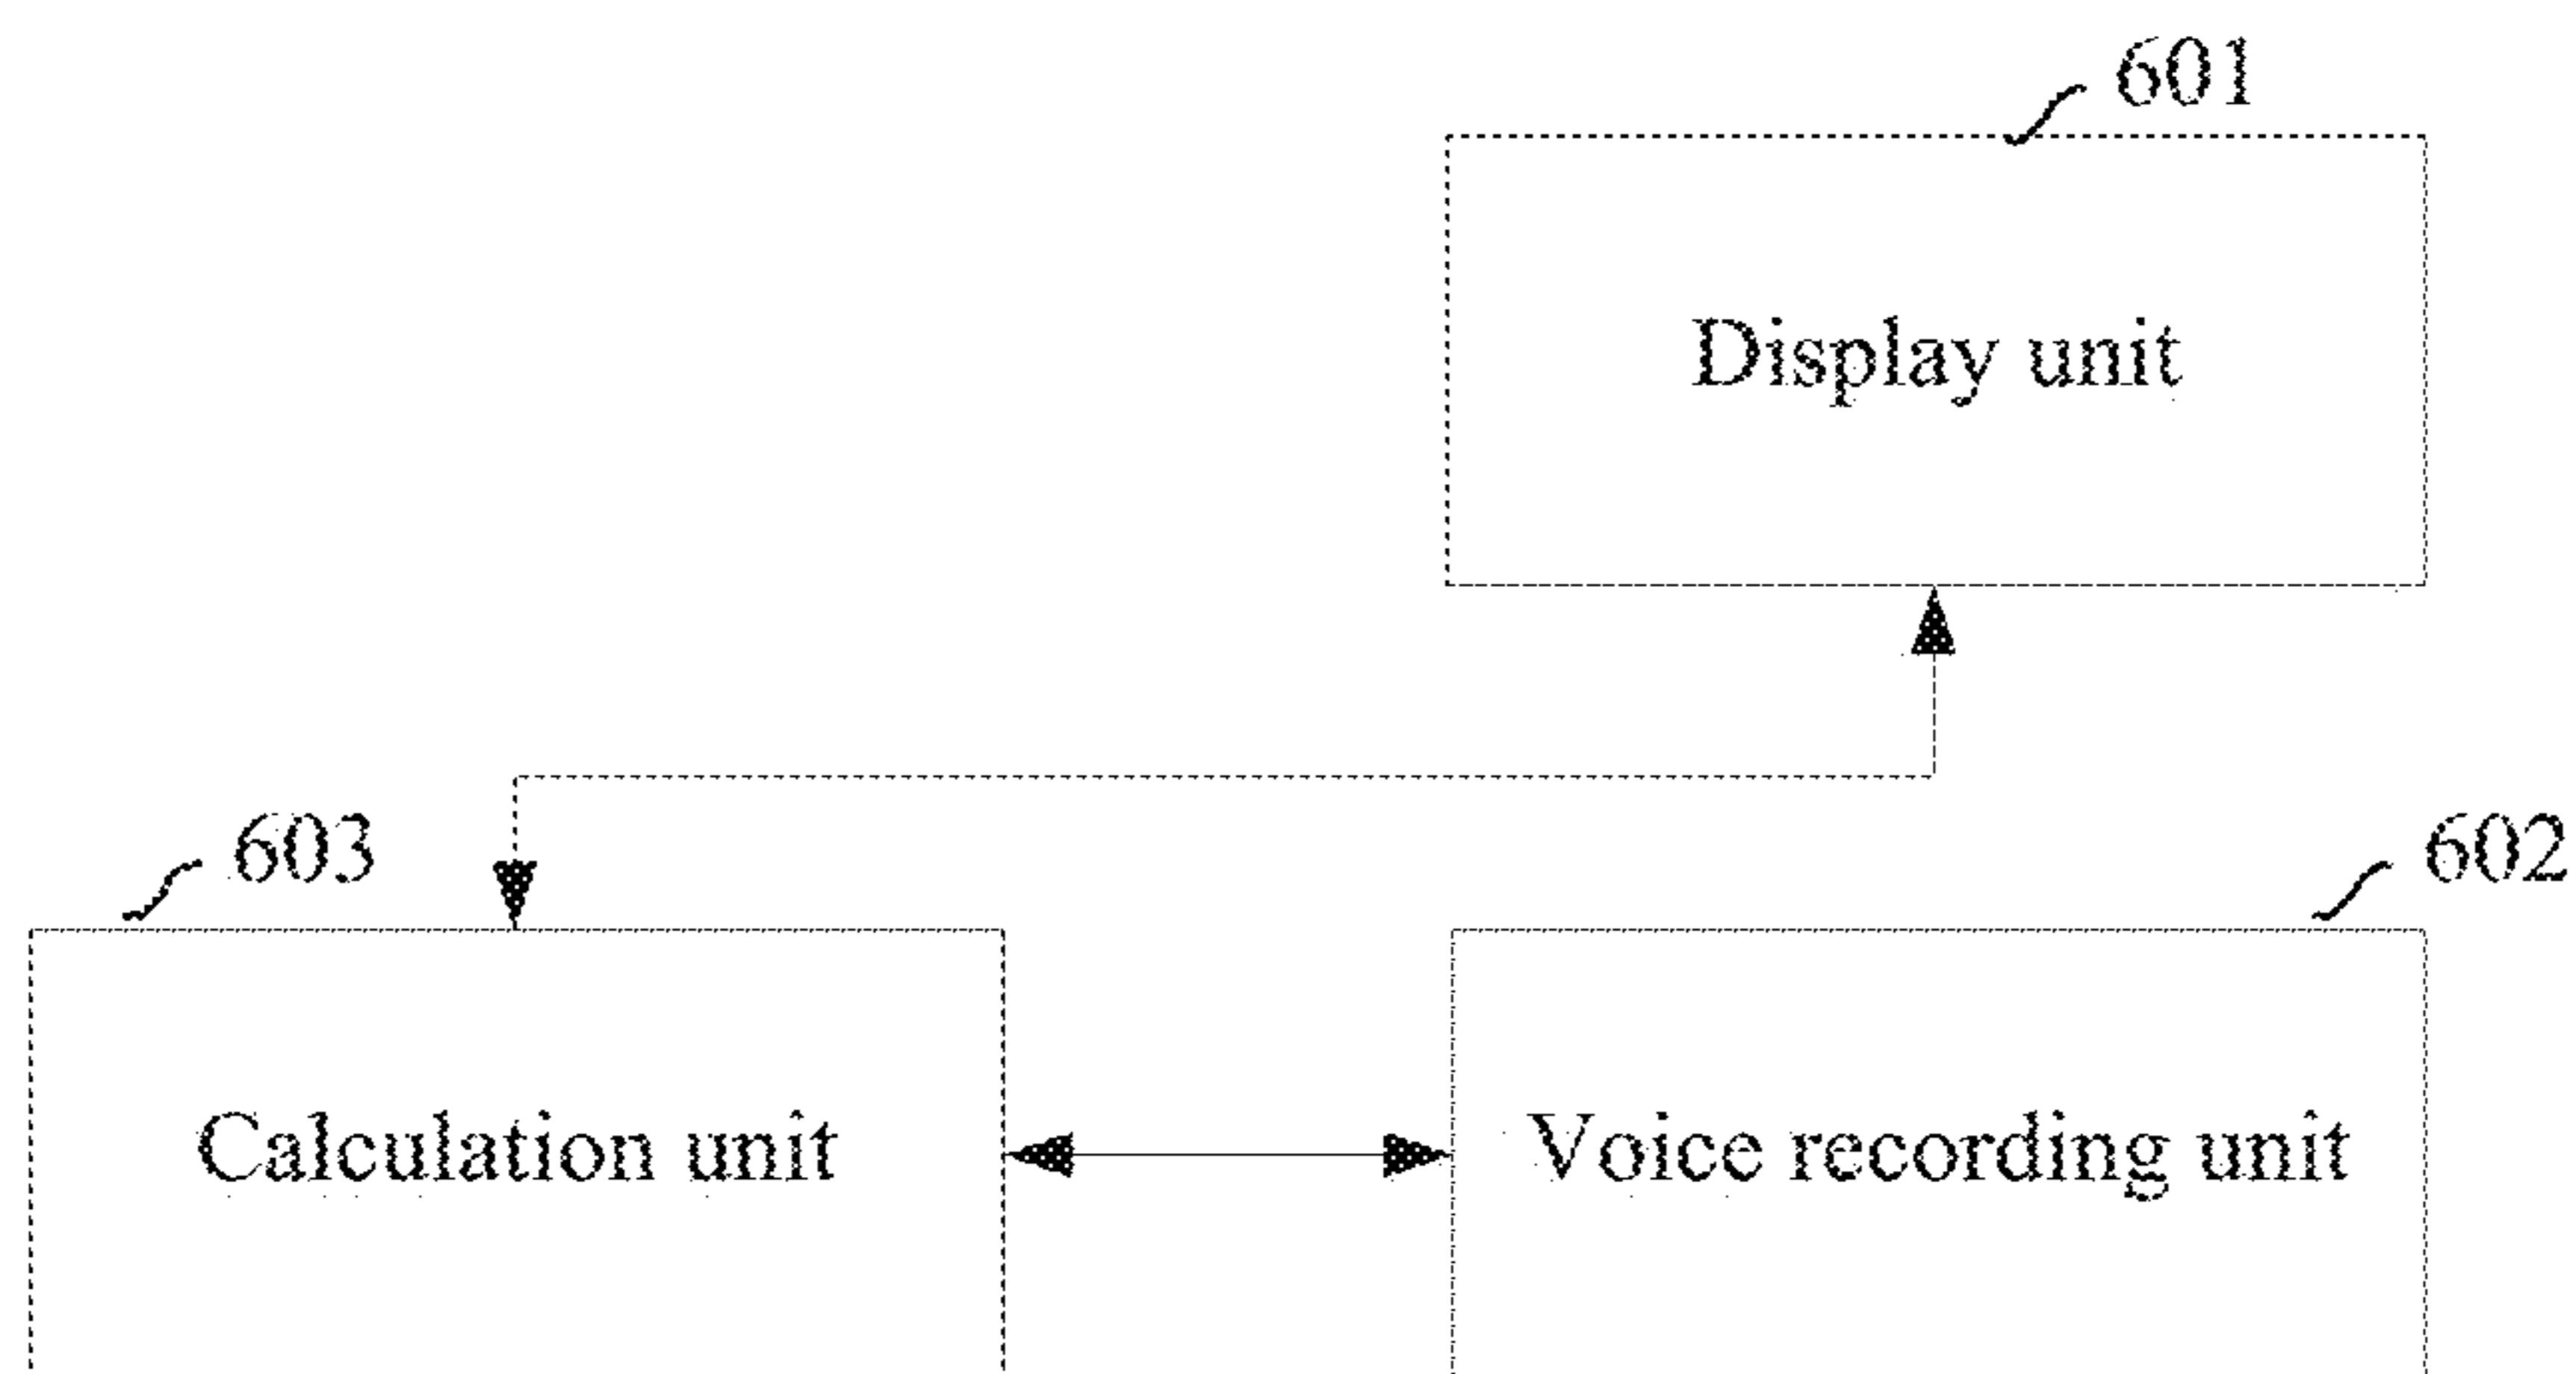 601
Display unit
603
602
Calculation unit
Voice recording unit